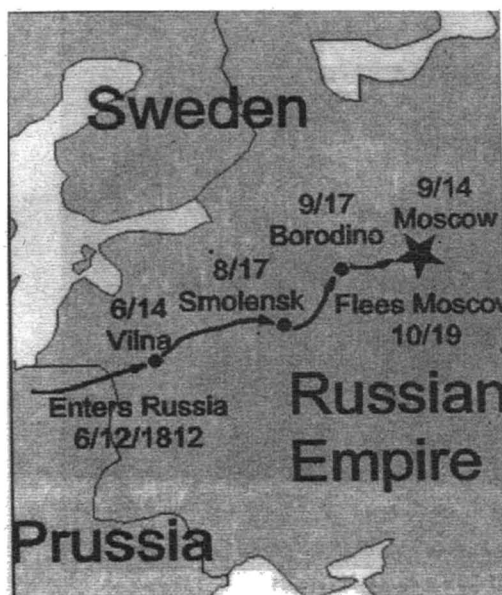 Sweden
9/17
Borodino
9/14
Moscow
8/17
Smolensk
6/14
Vilna
Flees Moscow
10/19
Enters Russia
6/12/1812
Russian
Empire
Prussia